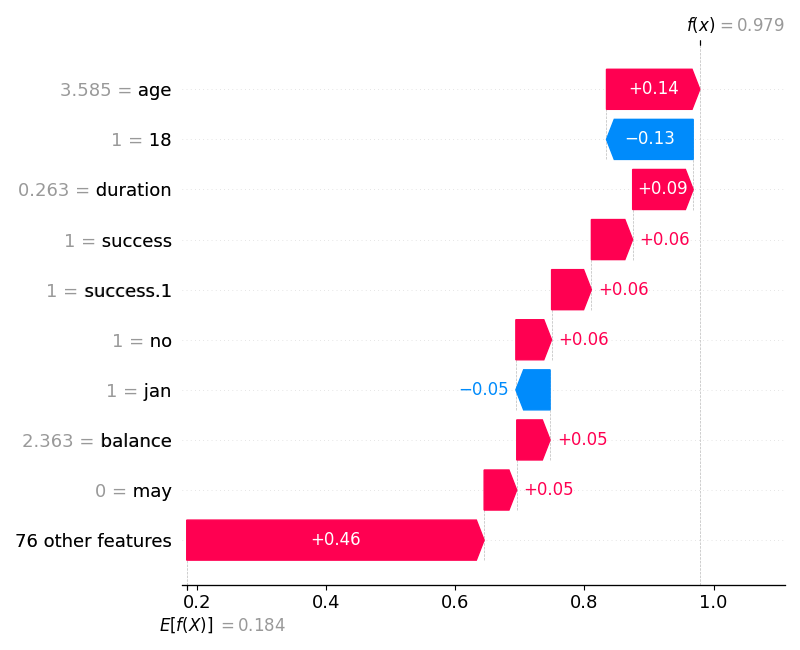 f(x) = 0.979
3.585 = age
+0.14
1 = 18
−0.13
0.263 = duration
+0.09
1 = success
+0.06
1 = success.1
+0.06
1 = no
+0.06
1 = jan
−0.05
2.363 = balance
+0.05
0 = may
+0.05
76 other features
+0.46
0.2 0.4 0.6 0.8 1.0
E[f(X)] = 0.184